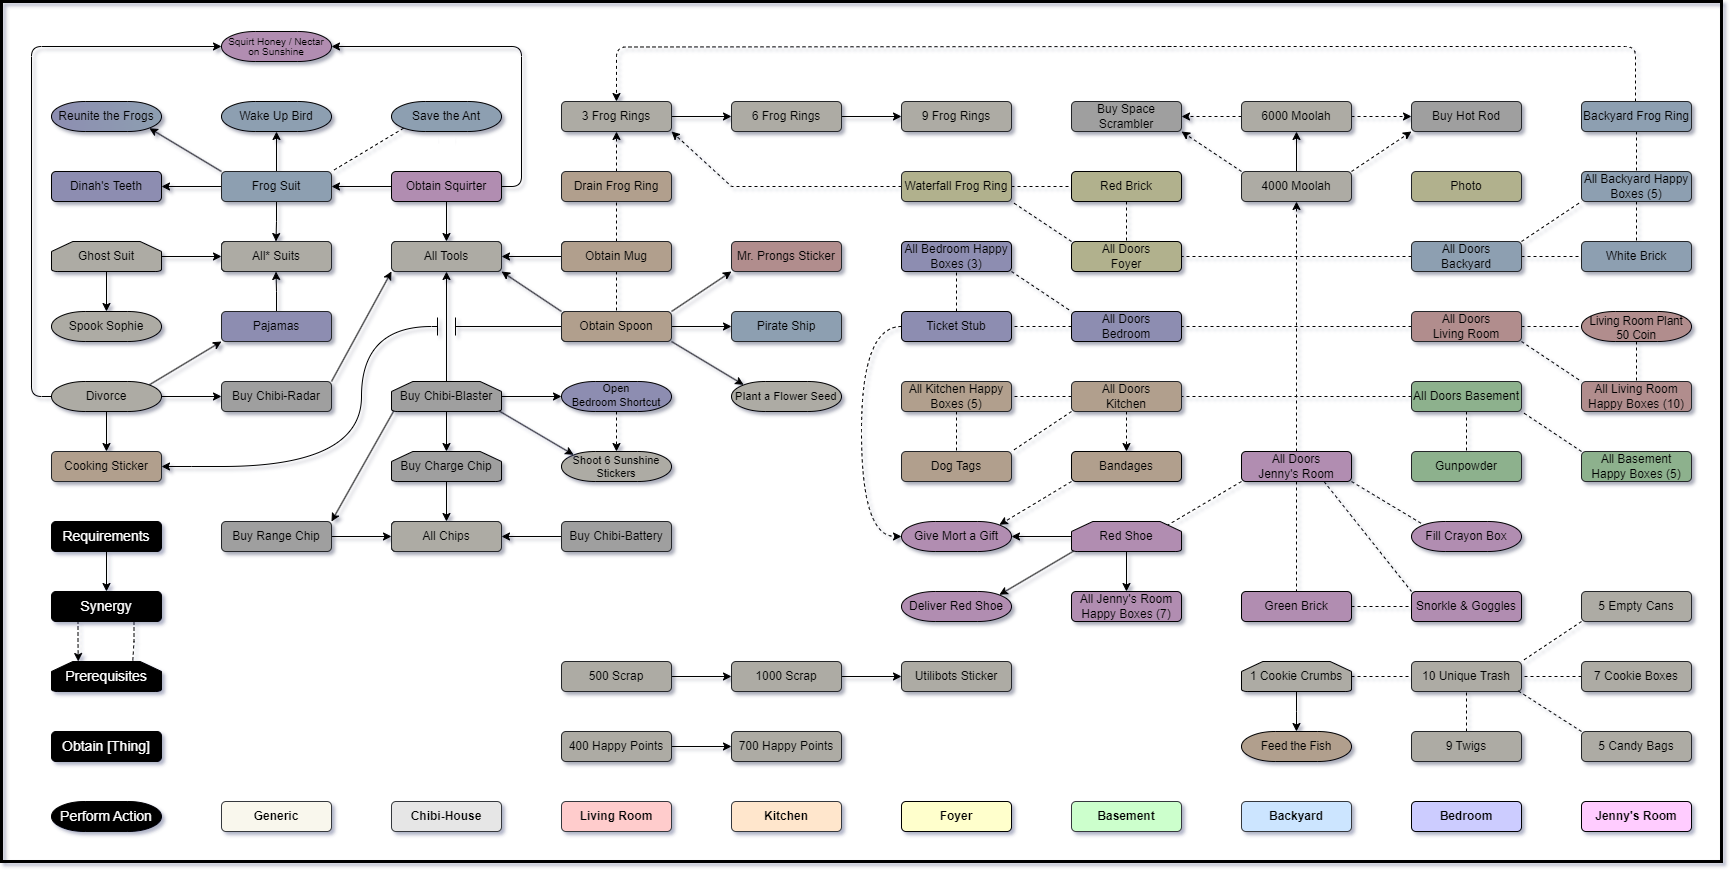 Squirt Honey / Nectar
on Sunshine
Reunite the Frogs
Wake Up Bird
Save the Ant
3 Frog Rings
6 Frog Rings
9 Frog Rings
Buy Space
Scrambler
6000 Moolah
Buy Hot Rod
Backyard Frog Ring
Dinah's Teeth
Frog Suit
Obtain Squirter
Drain Frog Ring
Waterfall Frog Ring
Red Brick
4000 Moolah
Photo
All Backyard Happy
Boxes (5)
Ghost Suit
All* Suits
All Tools
Obtain Mug
Mr. Prongs Sticker
All Bedroom Happy
Boxes (3)
All Doors
Foyer
All Doors
Backyard
White Brick
Spook Sophie
Pajamas
Obtain Spoon
Pirate Ship
Ticket Stub
All Doors
Bedroom
All Doors
Living Room
Living Room Plant
50 Coin
Divorce
Buy Chibi-Radar
Buy Chibi-Blaster
Open
Bedroom Shortcut
Plant a Flower Seed
All Kitchen Happy
Boxes (5)
All Doors
Kitchen
All Doors Basement
All Living Room
Happy Boxes (10)
Cooking Sticker
Buy Charge Chip
Shoot 6 Sunshine
Stickers
Dog Tags
Bandages
All Doors
Jenny's Room
Gunpowder
All Basement
Happy Boxes (5)
Requirements
Buy Range Chip
All Chips
Buy Chibi-Battery
Give Mort a Gift
Red Shoe
Fill Crayon Box
Synergy
Deliver Red Shoe
All Jenny's Room
Happy Boxes (7)
Green Brick
Snorkle & Goggles
5 Empty Cans
Prerequisites
500 Scrap
1000 Scrap
Utilibots Sticker
1 Cookie Crumbs
10 Unique Trash
7 Cookie Boxes
Obtain [Thing]
400 Happy Points
700 Happy Points
Feed the Fish
9 Twigs
5 Candy Bags
Perform Action
Generic
Chibi-House
Living Room
Kitchen
Foyer
Basement
Backyard
Bedroom
Jenny's Room